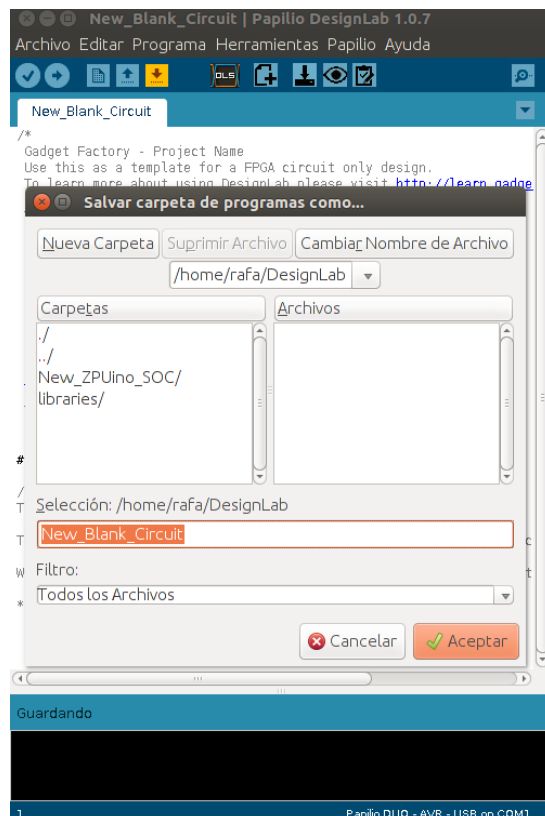 New_Blank_Circuit | Papilio DesignLab 1.0.7
Archivo Editar Programa Herramientas Papilio Ayuda
OLS
New_Blank_Circuit
/*
Gadget Factory - Project Name
Use this as a template for a FPGA circuit only design.
To learn more about using DesignLab please visit http://learn.gadge
Salvar carpeta de programas como...
Nueva Carpeta Suprimir Archivo Cambiar Nombre de Archivo
/home/rafa/DesignLab
Carpetas Archivos
./
../
New_ZPUino_SOC/
libraries/
#
/
T
Selección: /home/rafa/DesignLab
New_Blank_Circuit
T c
W Filtro: t
Todos los Archivos
*
Cancelar Aceptar
Guardando
1 Papilio DUO - AVR - USB on COM1